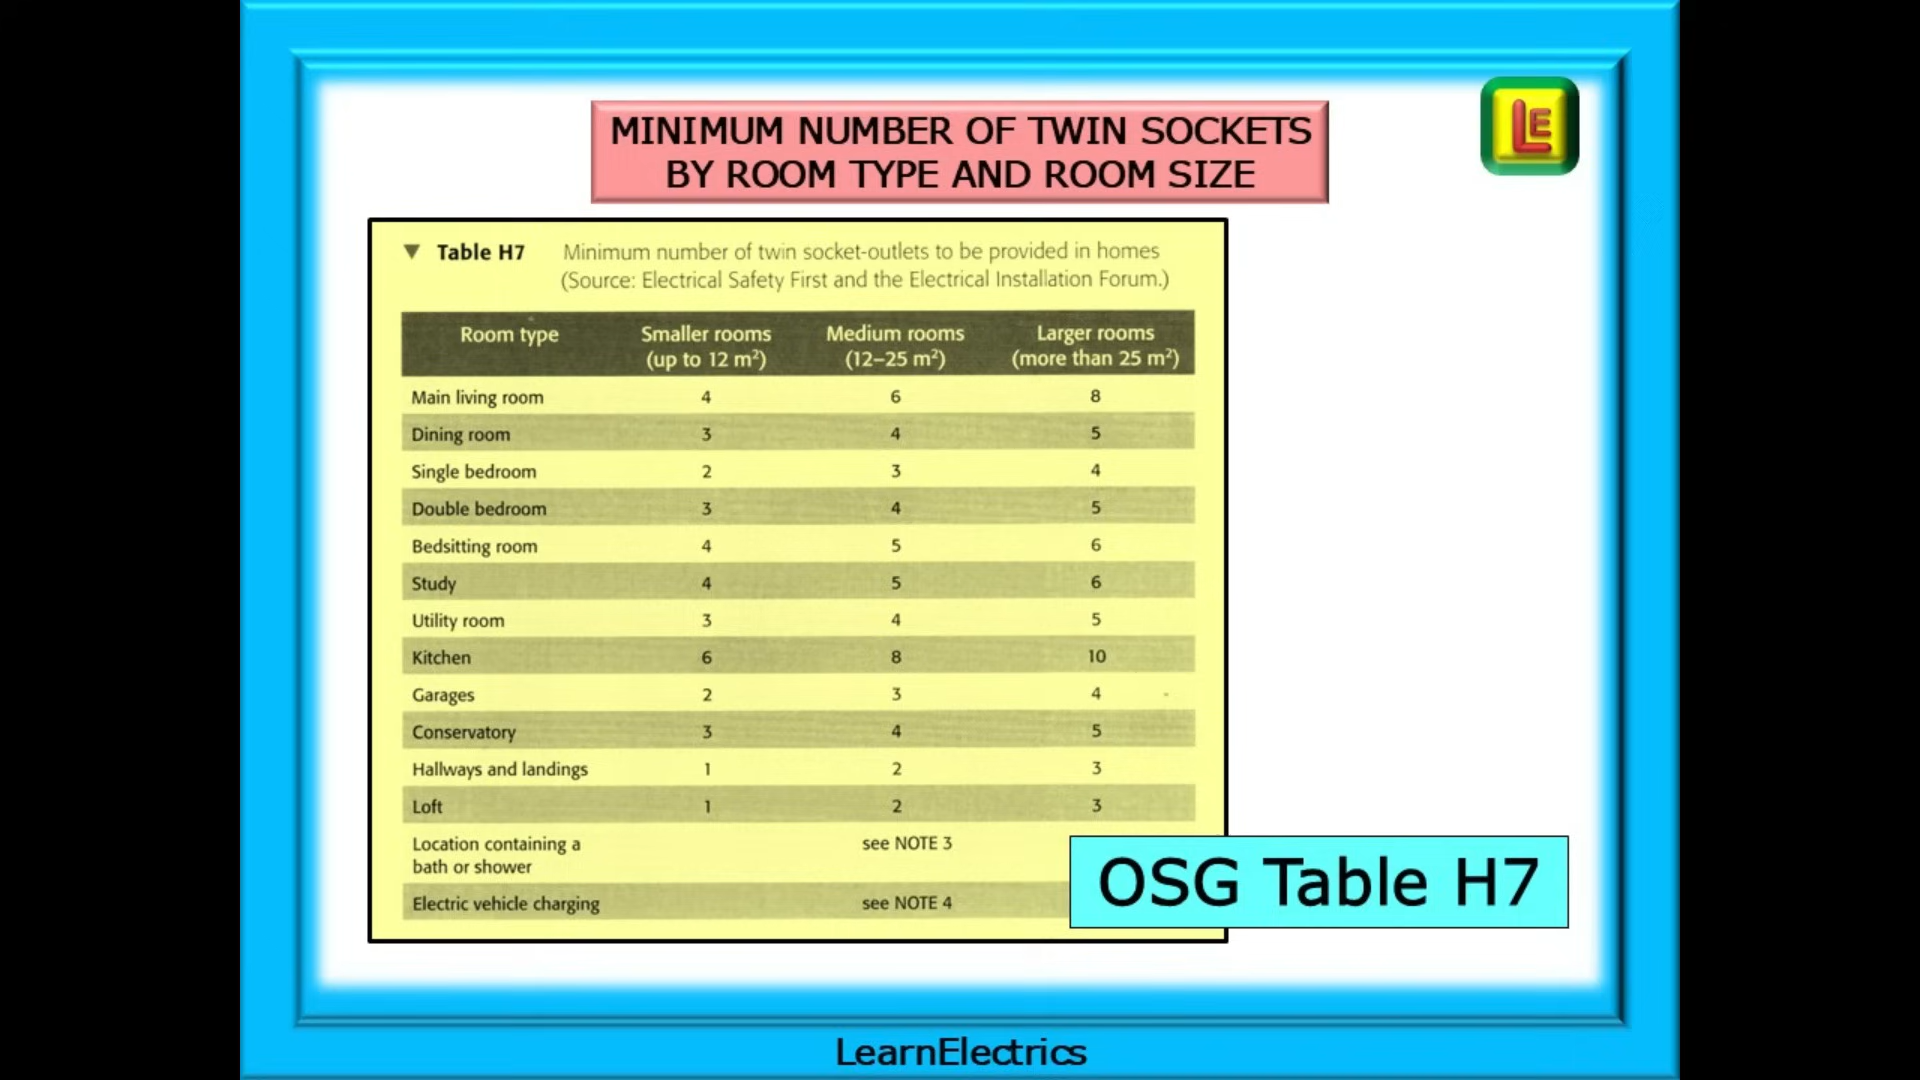 LE
MINIMUM NUMBER OF TWIN SOCKETS
BY ROOM TYPE AND ROOM SIZE
▼ Table H7 Minimum number of twin socket-outlets to be provided in homes
(Source: Electrical Safety First and the Electrical Installation Forum.)
Room type Smaller rooms Medium rooms Larger rooms
(up to 12 m²) (12–25 m²) (more than 25 m²)
Main living room 4 6 8
Dining room 3 4 5
Single bedroom 2 3 4
Double bedroom 3 4 5
Bedsitting room 4 5 6
Study 4 5 6
Utility room 3 4 5
Kitchen 6 8 10
Garages 2 3 4
Conservatory 3 4 5
Hallways and landings 1 2 3
Loft 1 2 3
Location containing a see NOTE 3
bath or shower
Electric vehicle charging see NOTE 4
OSG Table H7
LearnElectrics